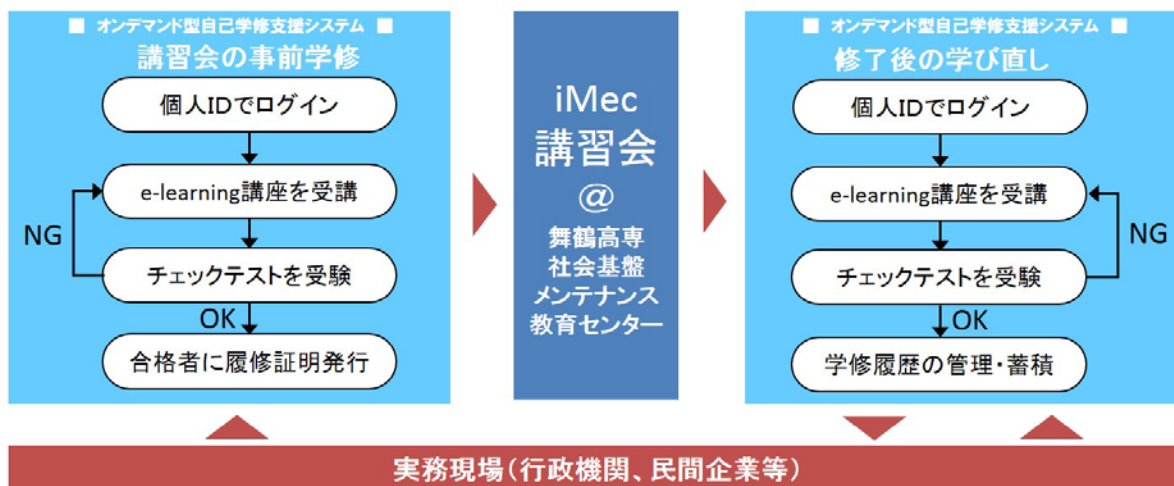 ■ オンデマンド型自己学修支援システム ■
講習会の事前学修
個人IDでログイン
e-learning講座を受講
NG
チェックテストを受験
OK
合格者に履修証明発行
iMec
講習会
@
舞鶴高専
社会基盤
メンテナンス
教育センター
■ オンデマンド型自己学修支援システム ■
修了後の学び直し
個人IDでログイン
e-learning講座を受講
NG
チェックテストを受験
OK
学修履歴の管理・蓄積
実務現場(行政機関、民間企業等)